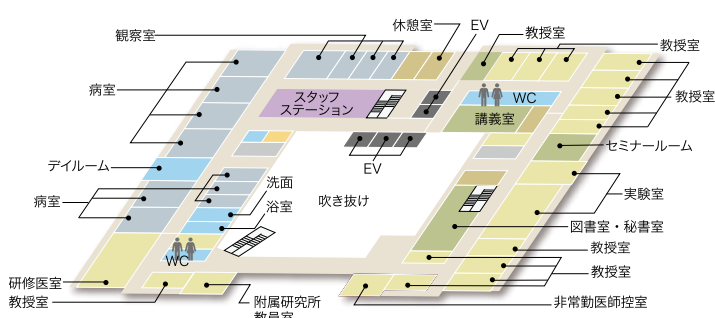 観察室
休憩室
EV
教授室
教授室
病室
スタッフ
ステーション
WC
教授室
講義室
デイルーム
EV
セミナールーム
洗面
実験室
病室
浴室
吹き抜け
図書室・秘書室
WC
教授室
研修医室
教授室
教授室
附属研究所
教員室
非常勤医師控室